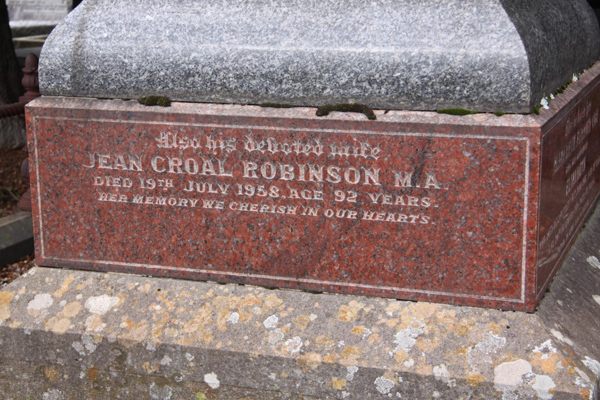 Also his devoted wife,
JEAN CROAL ROBINSON M.A.
DIED 19TH JULY 1958, AGE 92 YEARS.
HER MEMORY WE CHERISH IN OUR HEARTS.